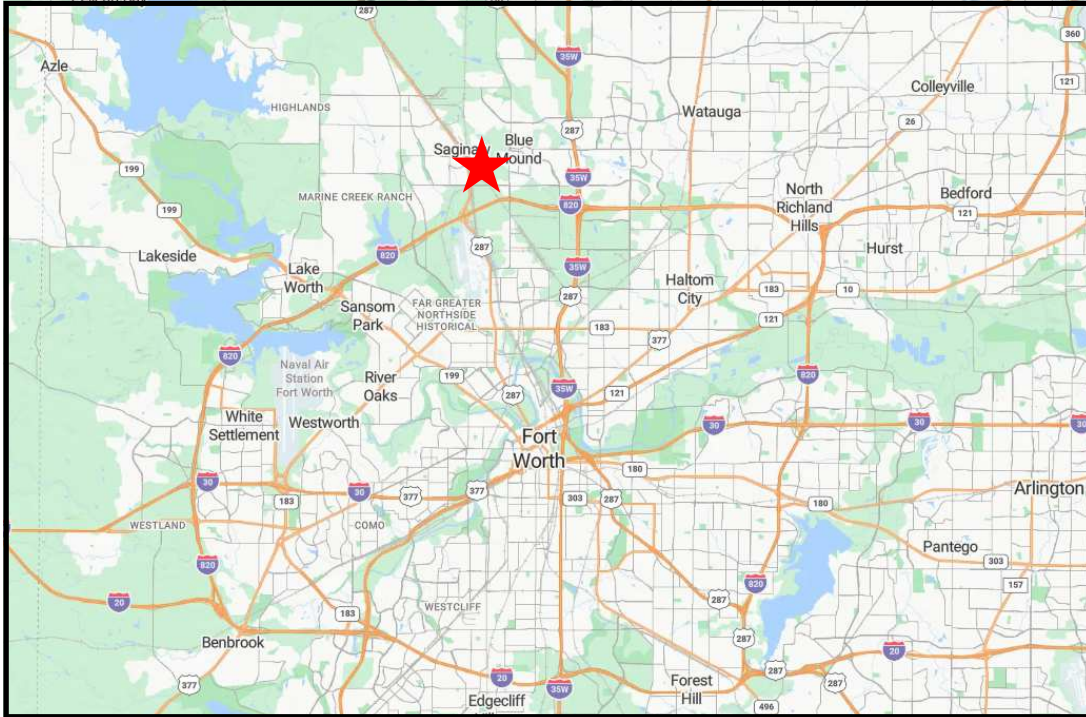 287
360
35W
Azle
121
Colleyville
HIGHLANDS
Watauga
26
287
Blue
Mound
199
35W
North
Richland
Hills
Bedford
121
MARINE CREEK RANCH
820
199
287
Hurst
Lakeside
820
35W
Lake
Worth
Haltom
City
183
10
287
Sansom
Park
FAR GREATER
NORTHSIDE
HISTORICAL
121
183
377
820
Naval Air
Station
Fort Worth
River
Oaks
199
820
35W
287
121
White
Settlement
Westworth
30
30
30
Fort
Worth
180
30
183
30
377
377
303
287
180
Arlington
WESTLAND
COMO
Pantego
303
820
820
157
20
183
WESTCLIFF
287
287
Benbrook
20
377
20
35W
Forest
Hill
287
Edgecliff
496